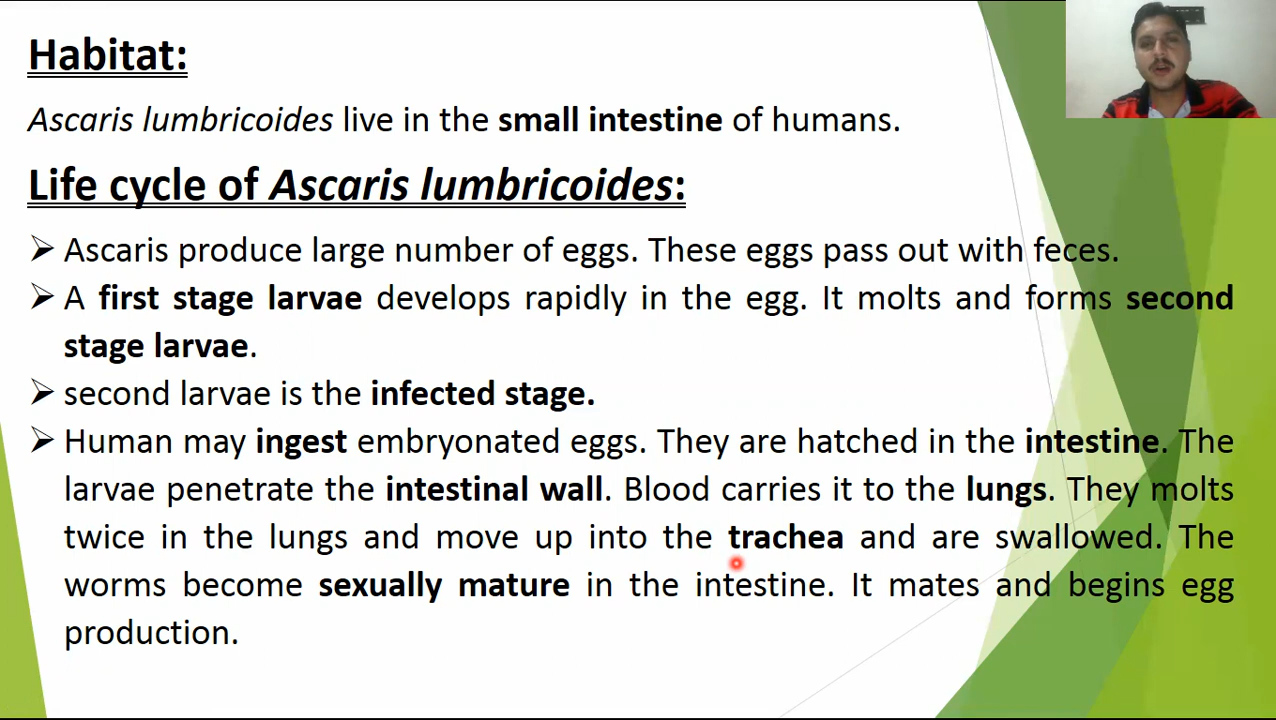 Habitat:
Ascaris lumbricoides live in the small intestine of humans.
Life cycle of Ascaris lumbricoides:
➢ Ascaris produce large number of eggs. These eggs pass out with feces.
➢ A first stage larvae develops rapidly in the egg. It molts and forms second
stage larvae.
➢ second larvae is the infected stage.
➢ Human may ingest embryonated eggs. They are hatched in the intestine. The
larvae penetrate the intestinal wall. Blood carries it to the lungs. They molts
twice in the lungs and move up into the trachea and are swallowed. The
worms become sexually mature in the intestine. It mates and begins egg
production.